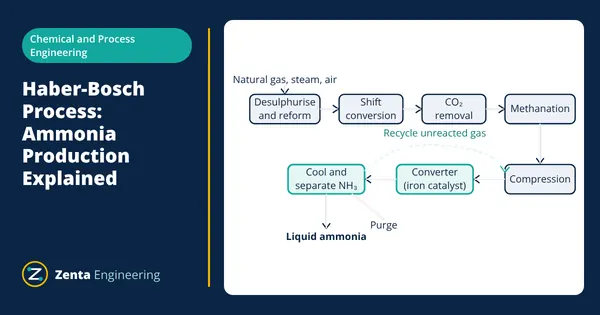 Chemical and Process
Engineering
Haber-Bosch
Process:
Ammonia
Production
Explained
Zenta Engineering
Natural gas, steam, air
Desulphurise
and reform
Shift
conversion
CO₂
removal
Methanation
Recycle unreacted gas
Cool and
separate NH₃
Converter
(iron catalyst)
Compression
Purge
Liquid ammonia